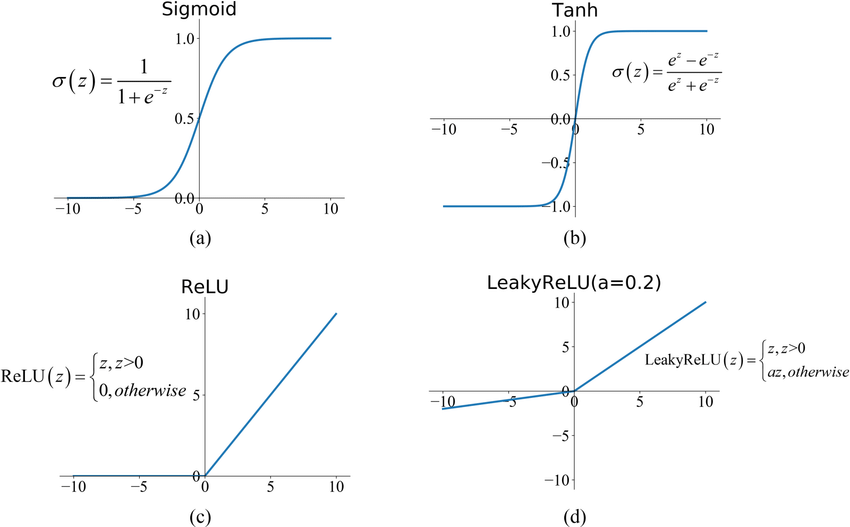 Sigmoid
σ(z) = 1 / (1 + e^{-z})
1.0
0.5
0.0
−10 −5 0 5 10
(a)
Tanh
σ(z) = (e^z − e^{-z}) / (e^z + e^{-z})
1.0
0.5
0.0
−0.5
−1.0
−10 −5 0 5 10
(b)
ReLU
ReLU(z) = { z, z>0
0, otherwise
10
5
0
−10 −5 0 5 10
(c)
LeakyReLU(a=0.2)
LeakyReLU(z) = { z, z>0
az, otherwise
10
5
0
−5
−10
−10 −5 0 5 10
(d)